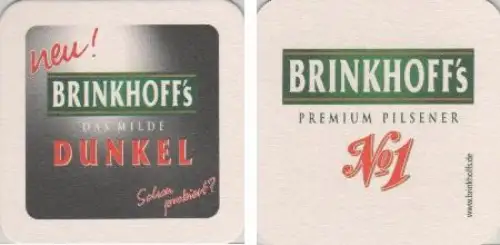 neu!
BRINKHOFF's
DAS MILDE
DUNKEL
Schon probiert?
BRINKHOFF's
PREMIUM PILSENER
No1
www.brinkhoffs.de